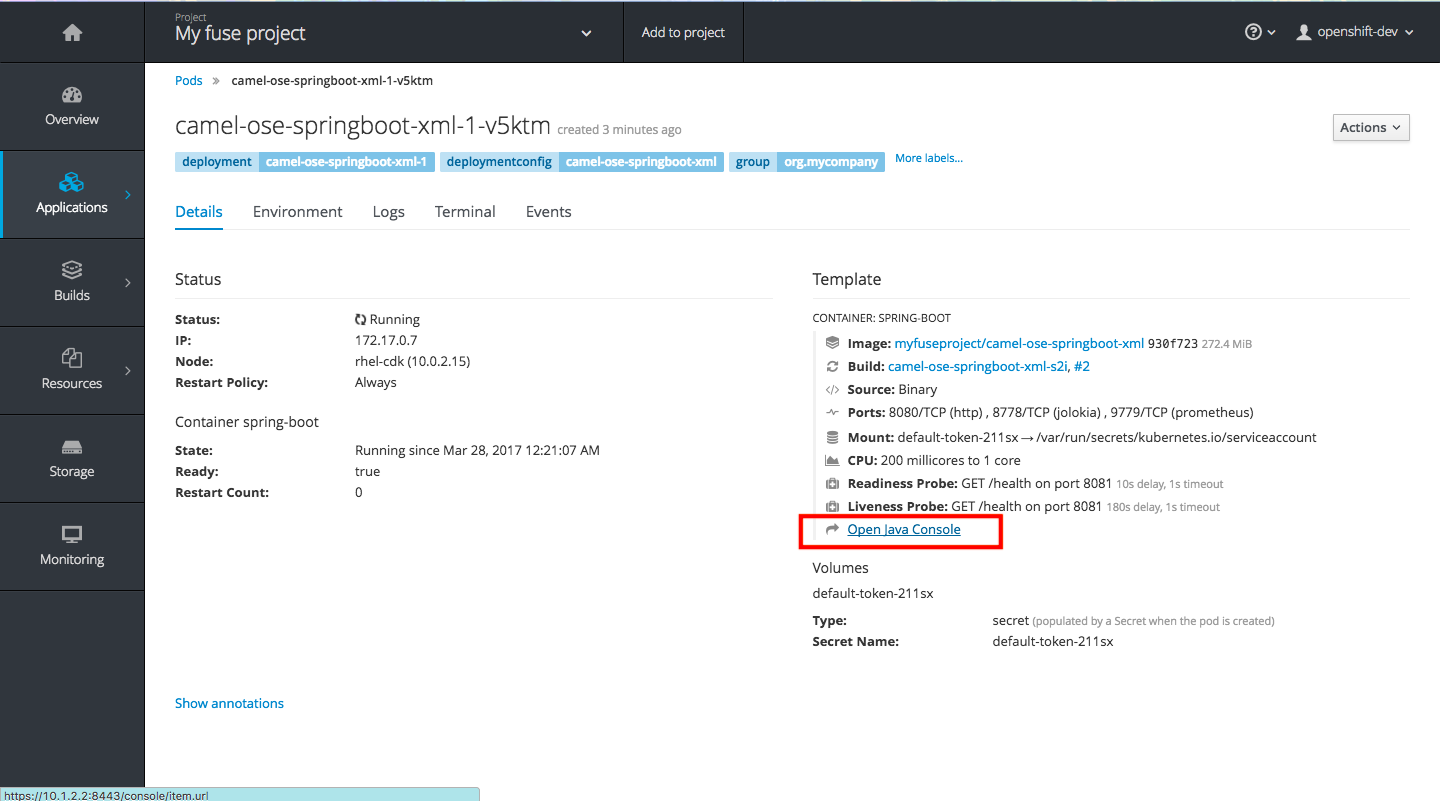 Project
My fuse project
Add to project
openshift-dev
Overview
Applications
Builds
Resources
Storage
Monitoring
Pods » camel-ose-springboot-xml-1-v5ktm
camel-ose-springboot-xml-1-v5ktm created 3 minutes ago
Actions
deployment camel-ose-springboot-xml-1 deploymentconfig camel-ose-springboot-xml group org.mycompany More labels...
Details Environment Logs Terminal Events
Status
Status: Running
IP: 172.17.0.7
Node: rhel-cdk (10.0.2.15)
Restart Policy: Always
Container spring-boot
State: Running since Mar 28, 2017 12:21:07 AM
Ready: true
Restart Count: 0
Show annotations
Template
CONTAINER: SPRING-BOOT
Image: myfuseproject/camel-ose-springboot-xml 930f723 272.4 MiB
Build: camel-ose-springboot-xml-s2i, #2
</> Source: Binary
Ports: 8080/TCP (http) , 8778/TCP (jolokia) , 9779/TCP (prometheus)
Mount: default-token-211sx → /var/run/secrets/kubernetes.io/serviceaccount
CPU: 200 millicores to 1 core
Readiness Probe: GET /health on port 8081 10s delay, 1s timeout
Liveness Probe: GET /health on port 8081 180s delay, 1s timeout
Open Java Console
Volumes
default-token-211sx
Type: secret (populated by a Secret when the pod is created)
Secret Name: default-token-211sx
https://10.1.2.2:8443/console/item.url